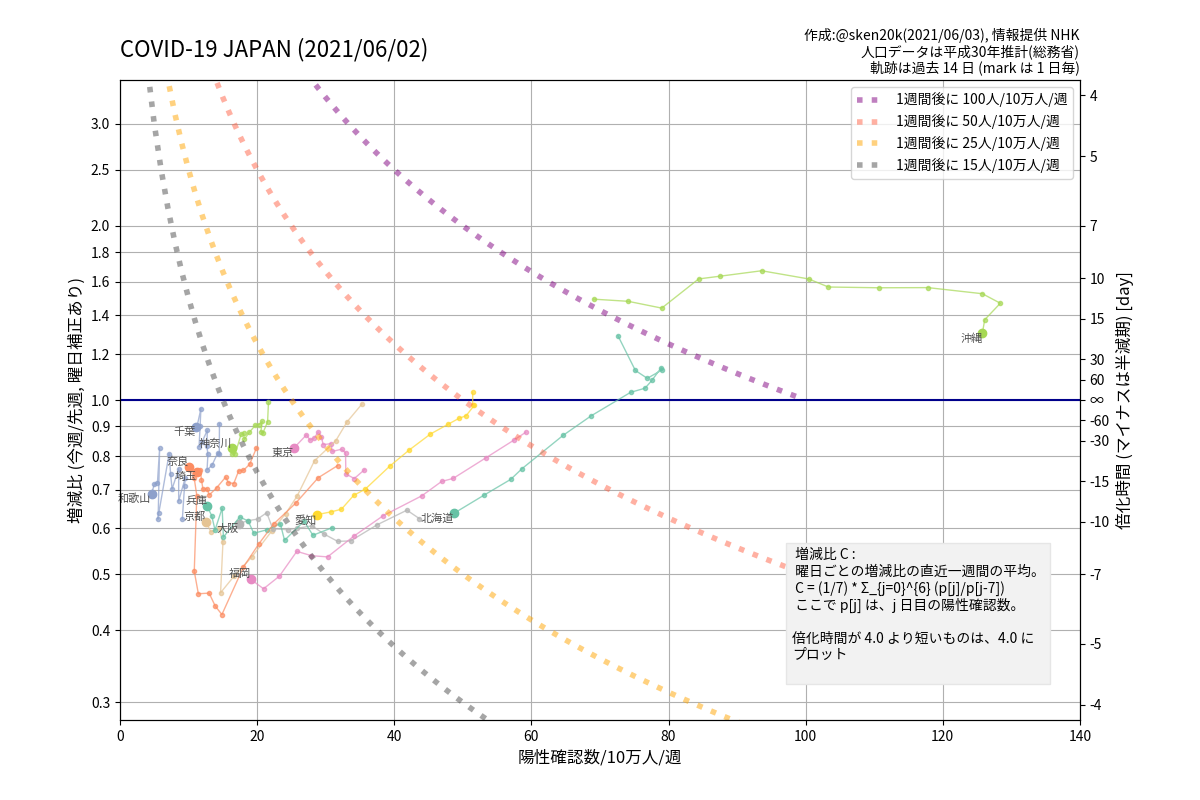 COVID-19 JAPAN (2021/06/02)
作成:@sken20k(2021/06/03), 情報提供 NHK
人口データは平成30年推計(総務省)
軌跡は過去 14 日 (mark は 1 日毎)
1週間後に 100人/10万人/週
1週間後に 50人/10万人/週
1週間後に 25人/10万人/週
1週間後に 15人/10万人/週
増減比 (今週/先週, 曜日補正あり)
3.0
2.5
2.0
1.8
1.6
1.4
1.2
1.0
0.9
0.8
0.7
0.6
0.5
0.4
0.3
沖縄
千葉
神奈川
東京
奈良
埼玉
和歌山
兵庫
京都
大阪
愛知
北海道
福岡
4
5
7
10
15
30
60
∞
-60
-30
-15
-10
-7
-5
-4
倍化時間 (マイナスは半減期) [day]
増減比 C :
曜日ごとの増減比の直近一週間の平均。
C = (1/7) * Σ_{j=0}^{6} (p[j]/p[j-7])
ここで p[j] は、j 日目の陽性確認数。
倍化時間が 4.0 より短いものは、4.0 に
プロット
0 20 40 60 80 100 120 140
陽性確認数/10万人/週